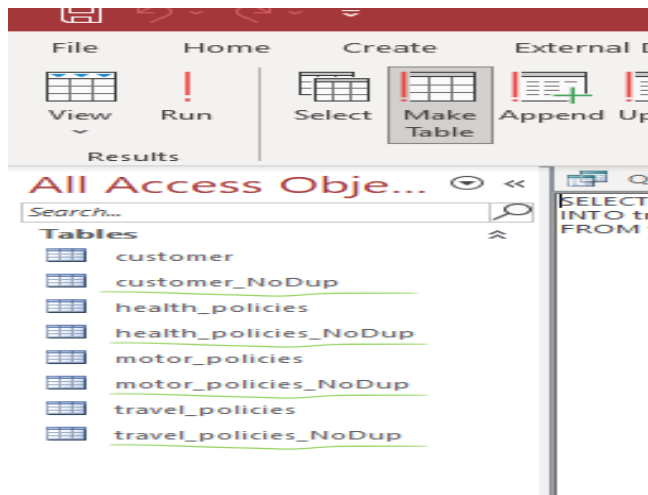 File Home Create External D
View Run Select Make Table Append Up
Results
All Access Obje...
Search...
Tables
customer
customer_NoDup
health_policies
health_policies_NoDup
motor_policies
motor_policies_NoDup
travel_policies
travel_policies_NoDup
Q
SELECT
INTO tr
FROM